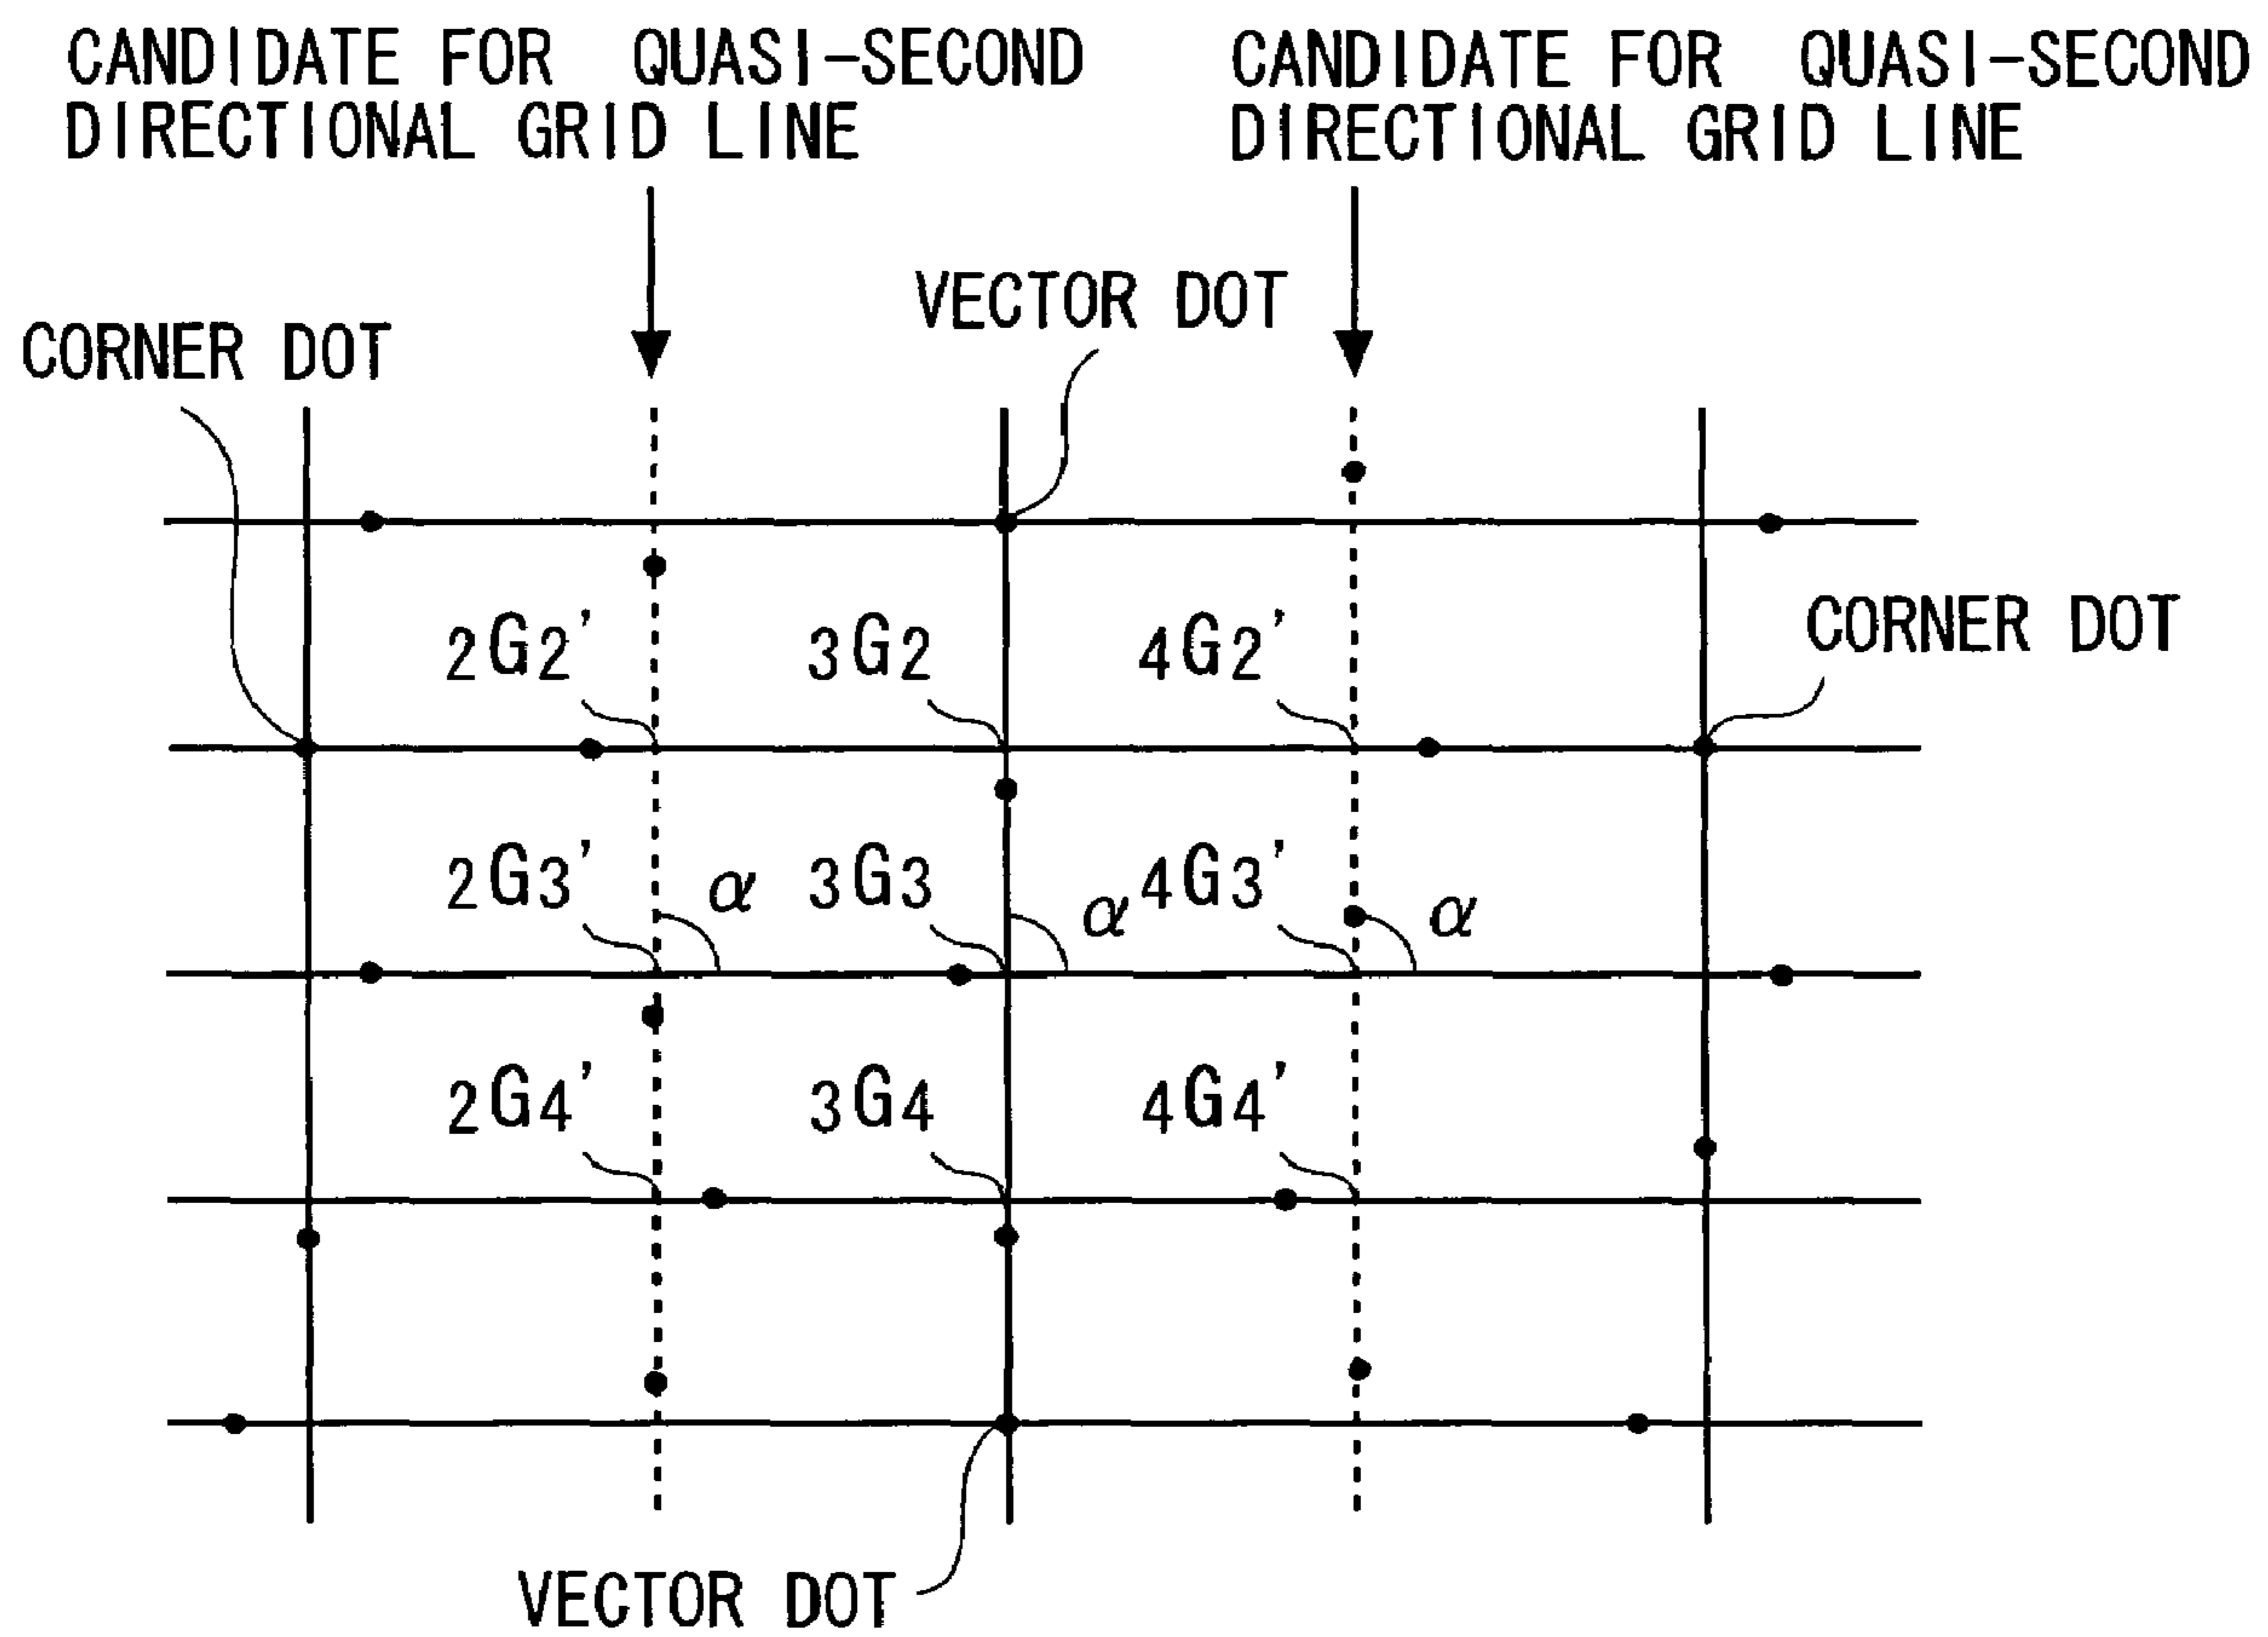 CANDIDATE FOR QUASI-SECOND
DIRECTIONAL GRID LINE
CANDIDATE FOR QUASI-SECOND
DIRECTIONAL GRID LINE
VECTOR DOT
CORNER DOT
2G2' 3G2 4G2'
CORNER DOT
2G3' α 3G3 α 4G3' α
2G4' 3G4 4G4'
VECTOR DOT